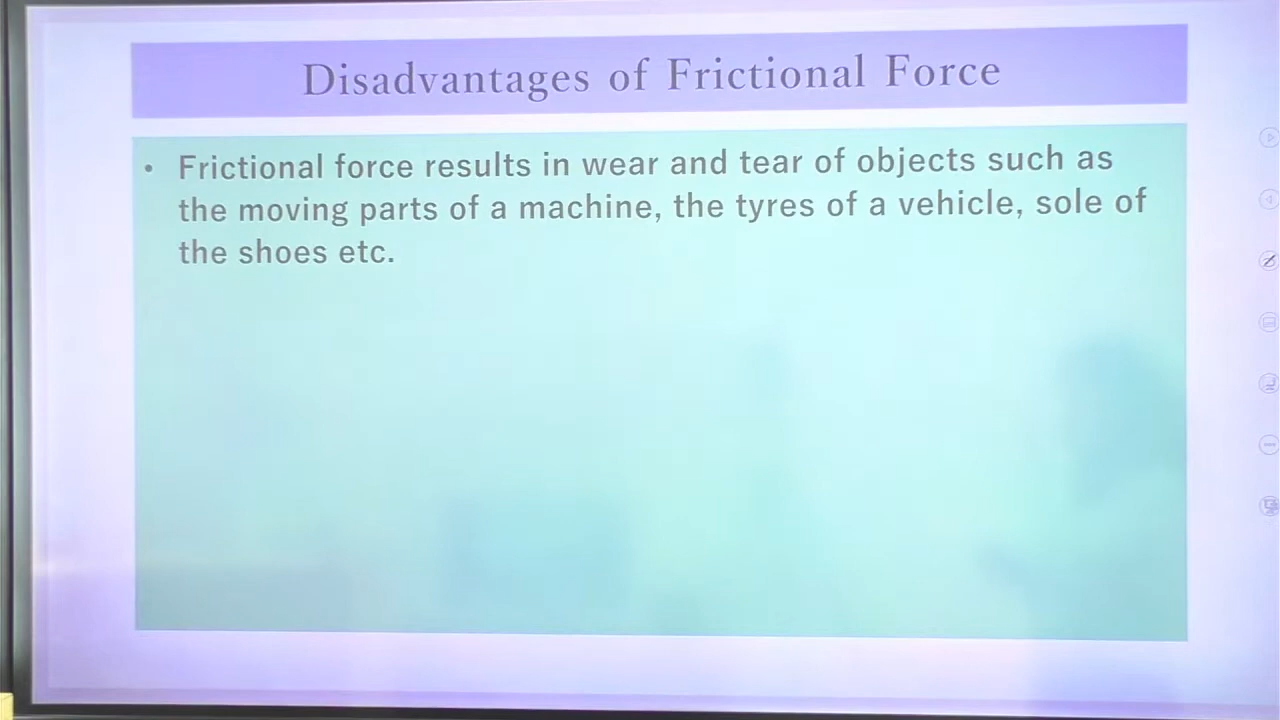 Disadvantages of Frictional Force
• Frictional force results in wear and tear of objects such as
the moving parts of a machine, the tyres of a vehicle, sole of
the shoes etc.